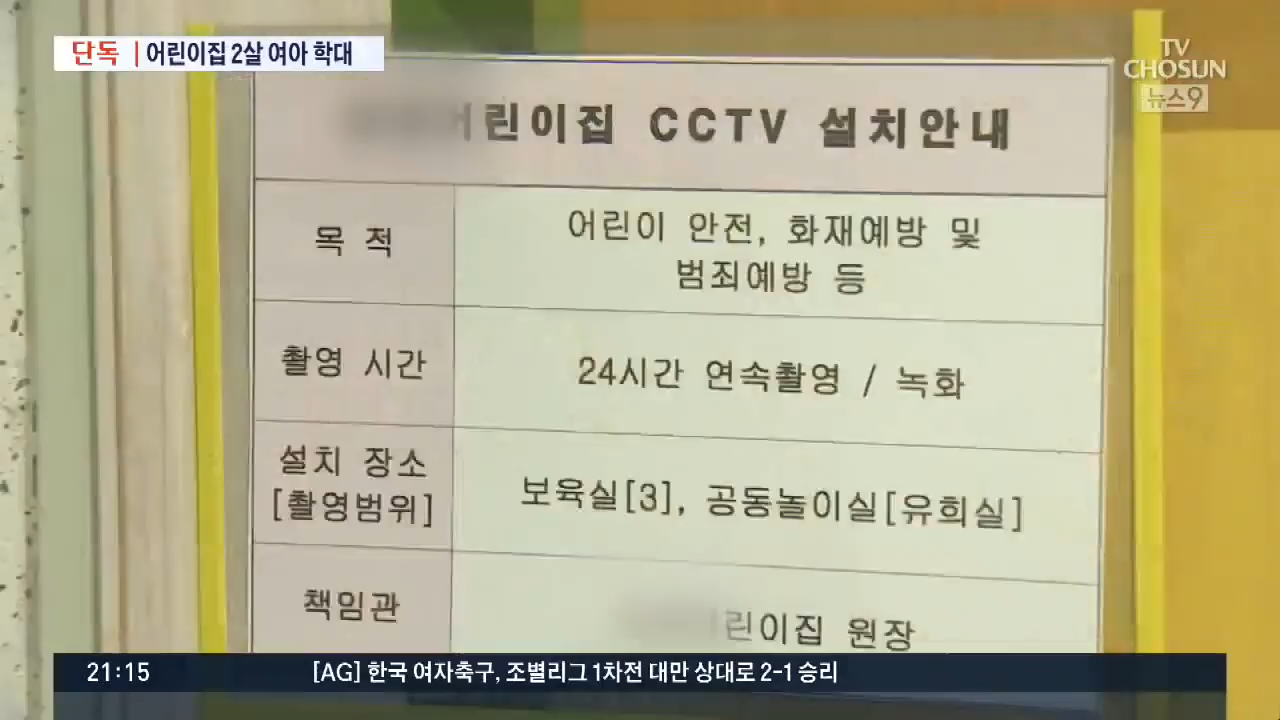 단독 | 어린이집 2살 여아 학대
TV
CHOSUN
뉴스9
린이집 CCTV 설치안내
목 적
어린이 안전, 화재예방 및
범죄예방 등
촬영 시간
24시간 연속촬영 / 녹화
설치 장소
[촬영범위]
보육실[3], 공동놀이실[유희실]
책임관
린이집 원장
21:15
[AG] 한국 여자축구, 조별리그 1차전 대만 상대로 2-1 승리